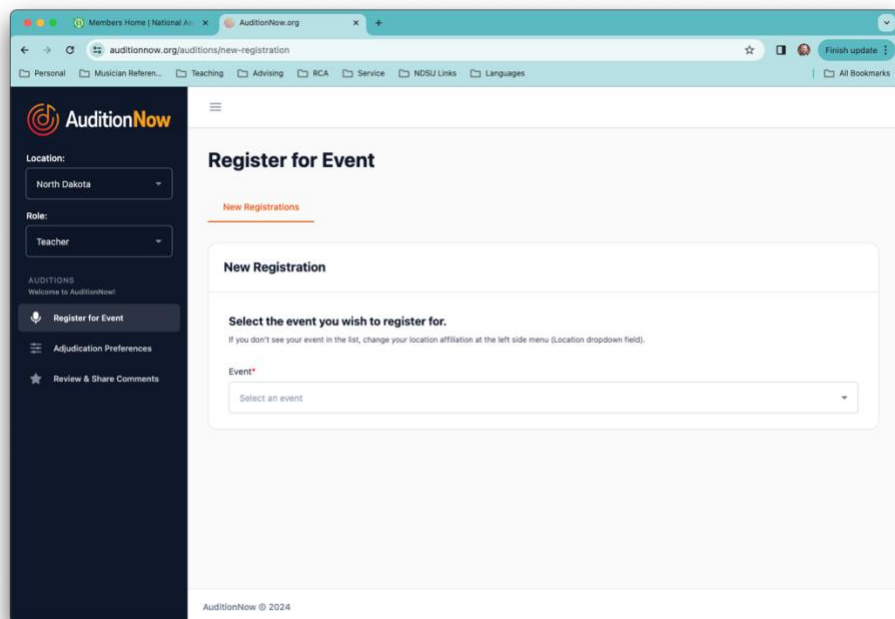 Members Home | National As
AuditionNow.org
auditionnow.org/auditions/new-registration
Finish update
Personal
Musician Referen...
Teaching
Advising
RCA
Service
NDSU Links
Languages
All Bookmarks
AuditionNow
Location:
North Dakota
Role:
Teacher
AUDITIONS
Welcome to AuditionNow!
Register for Event
Adjudication Preferences
Review & Share Comments
Register for Event
New Registrations
New Registration
Select the event you wish to register for.
If you don't see your event in the list, change your location affiliation at the left side menu (Location dropdown field).
Event*
Select an event
AuditionNow © 2024